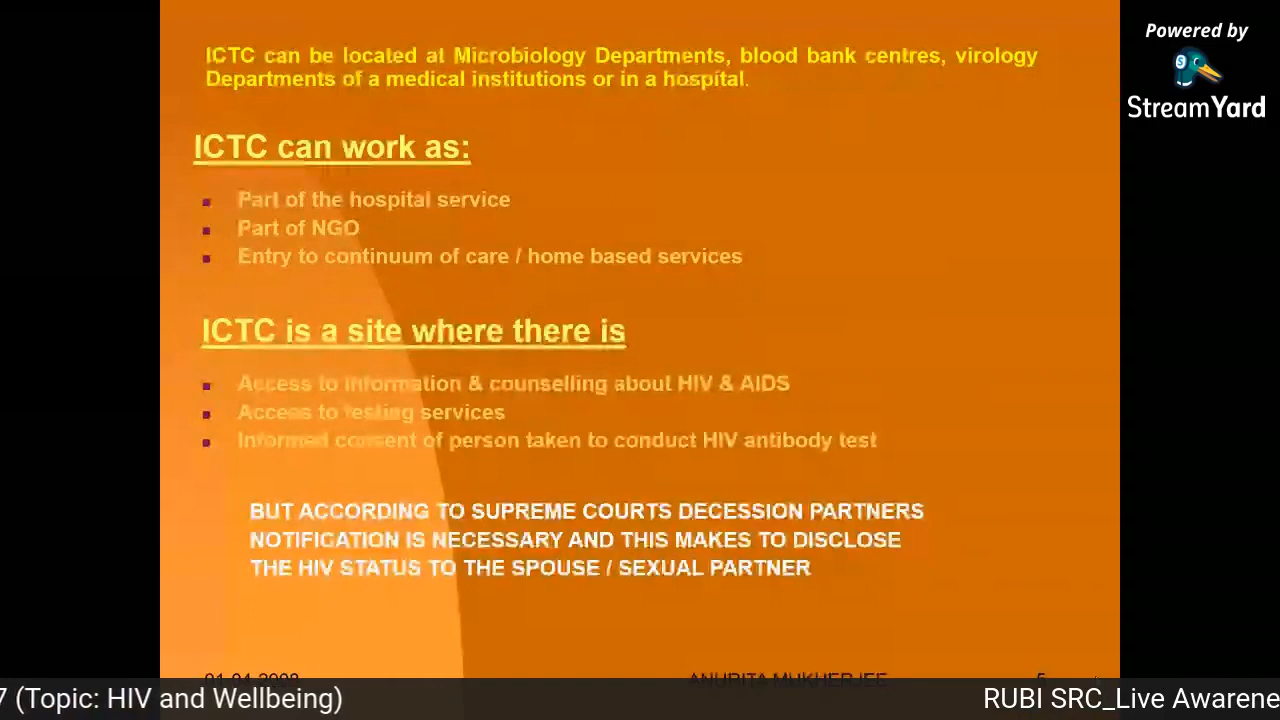 ICTC can be located at Microbiology Departments, blood bank centres, virology
Departments of a medical institutions or in a hospital.
ICTC can work as:
Part of the hospital service
Part of NGO
Entry to continuum of care / home based services
ICTC is a site where there is
Access to information & counselling about HIV & AIDS
Access to testing services
Informed consent of person taken to conduct HIV antibody test
BUT ACCORDING TO SUPREME COURTS DECESSION PARTNERS
NOTIFICATION IS NECESSARY AND THIS MAKES TO DISCLOSE
THE HIV STATUS TO THE SPOUSE / SEXUAL PARTNER
ANURITA MUKHERJEE 5
7 (Topic: HIV and Wellbeing)
RUBI SRC_Live Awarene
Powered by
StreamYard